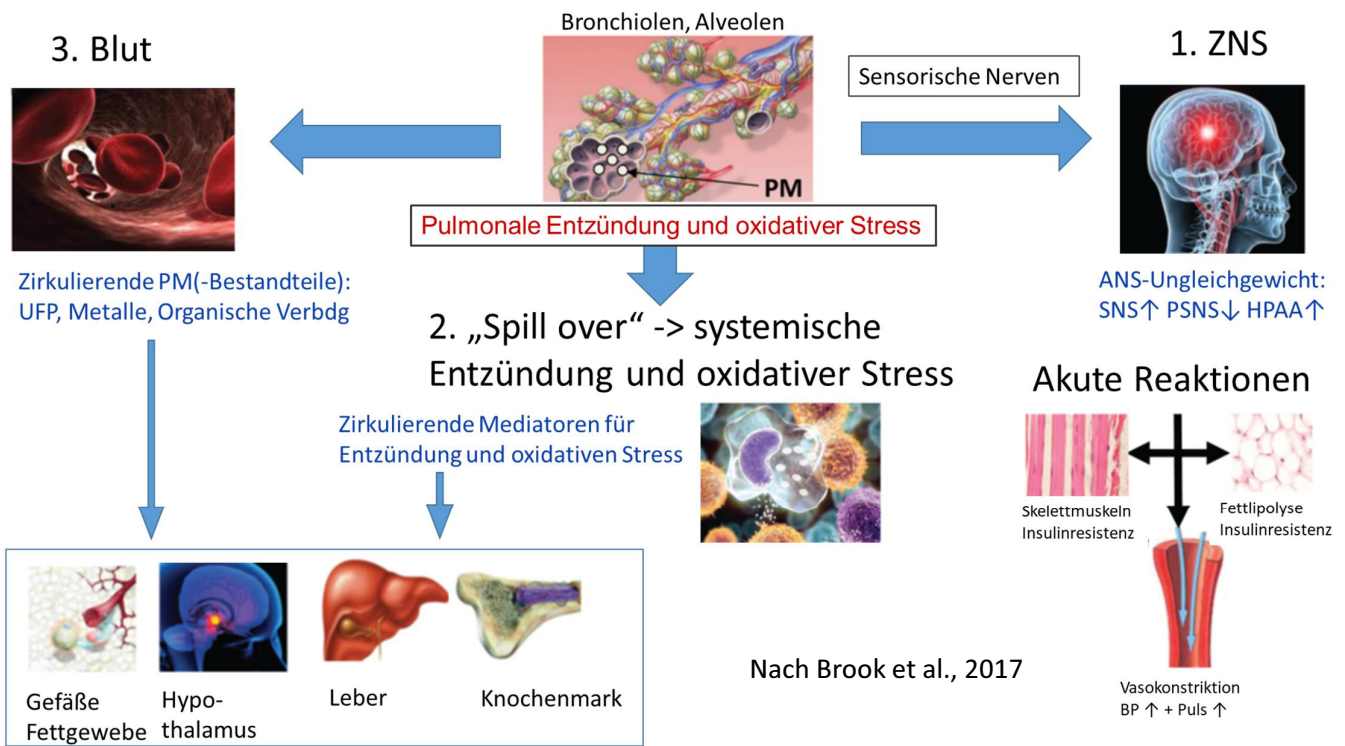 Bronchiolen, Alveolen
3. Blut
1. ZNS
Sensorische Nerven
PM
Pulmonale Entzündung und oxidativer Stress
Zirkulierende PM(-Bestandteile):
UFP, Metalle, Organische Verbdg
ANS-Ungleichgewicht:
SNS↑ PSNS↓ HPAA↑
2. „Spill over“ -> systemische
Entzündung und oxidativer Stress
Zirkulierende Mediatoren für
Entzündung und oxidativen Stress
Akute Reaktionen
Skelettmuskeln
Insulinresistenz
Fettlipolyse
Insulinresistenz
Vasokonstriktion
BP ↑ + Puls ↑
Gefäße
Fettgewebe
Hypo-
thalamus
Leber
Knochenmark
Nach Brook et al., 2017